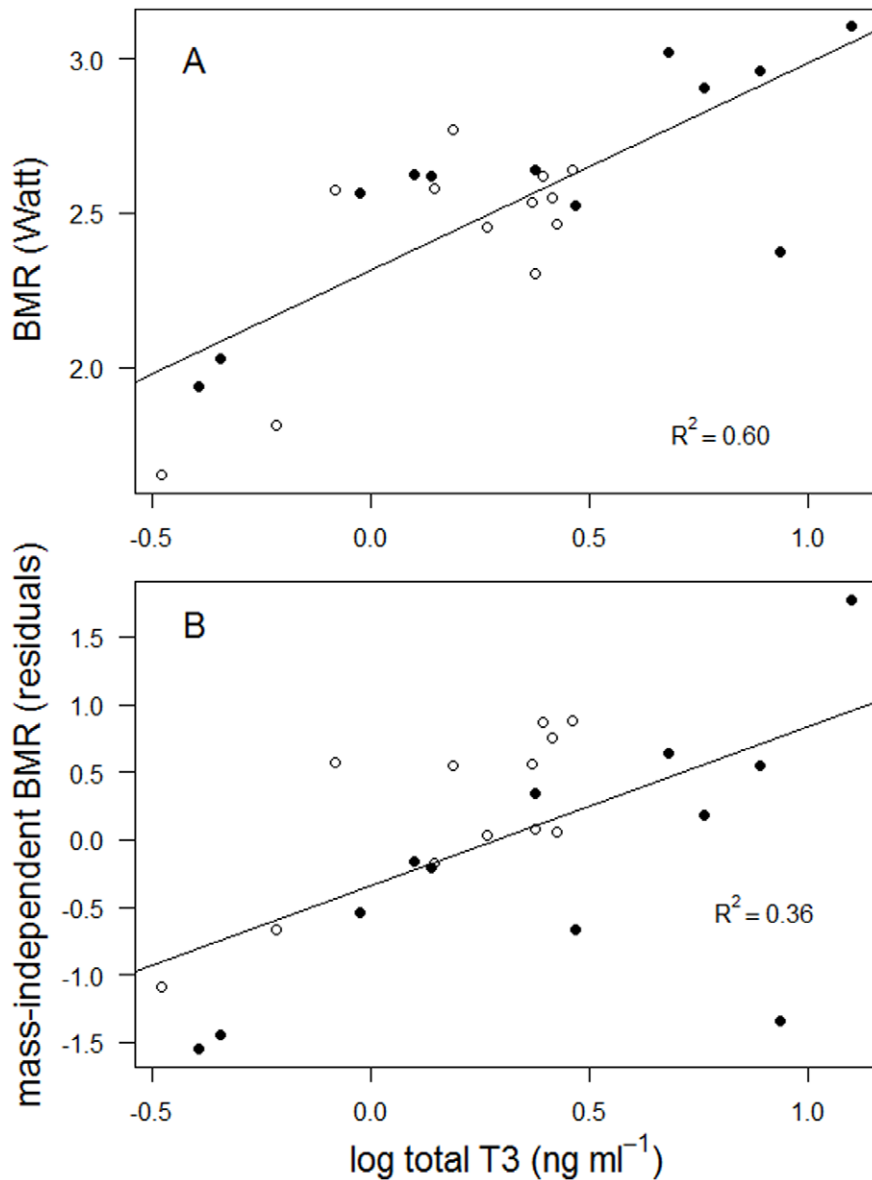 A
BMR (Watt)
3.0
2.5
2.0
R² = 0.60
-0.5 0.0 0.5 1.0
B
mass-independent BMR (residuals)
1.5
1.0
0.5
0.0
-0.5
-1.0
-1.5
R² = 0.36
-0.5 0.0 0.5 1.0
log total T3 (ng ml⁻¹)